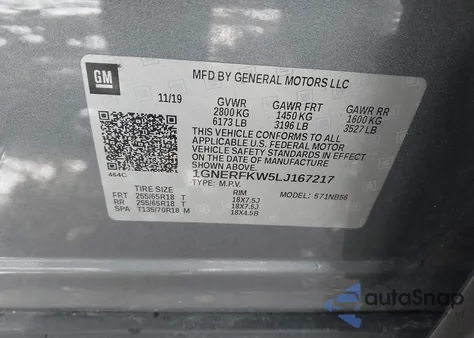 GM
MFD BY GENERAL MOTORS LLC
11/19 GVWR GAWR FRT GAWR RR
2800 KG 1450 KG 1600 KG
6173 LB 3196 LB 3527 LB
THIS VEHICLE CONFORMS TO ALL
APPLICABLE U.S. FEDERAL MOTOR
VEHICLE SAFETY STANDARDS IN
EFFECT ON THE DATE OF
MANUFACTURE SHOWN ABOVE.
464C 1GNERFKW5LJ167217
TYPE: M.P.V. MODEL: 571NB56
TIRE SIZE RIM
FRT 255/65R18 T 18X7.5J
RR 255/65R18 T 18X7.5J
SPA T135/70R18 M 18X4.5B
autoSnap